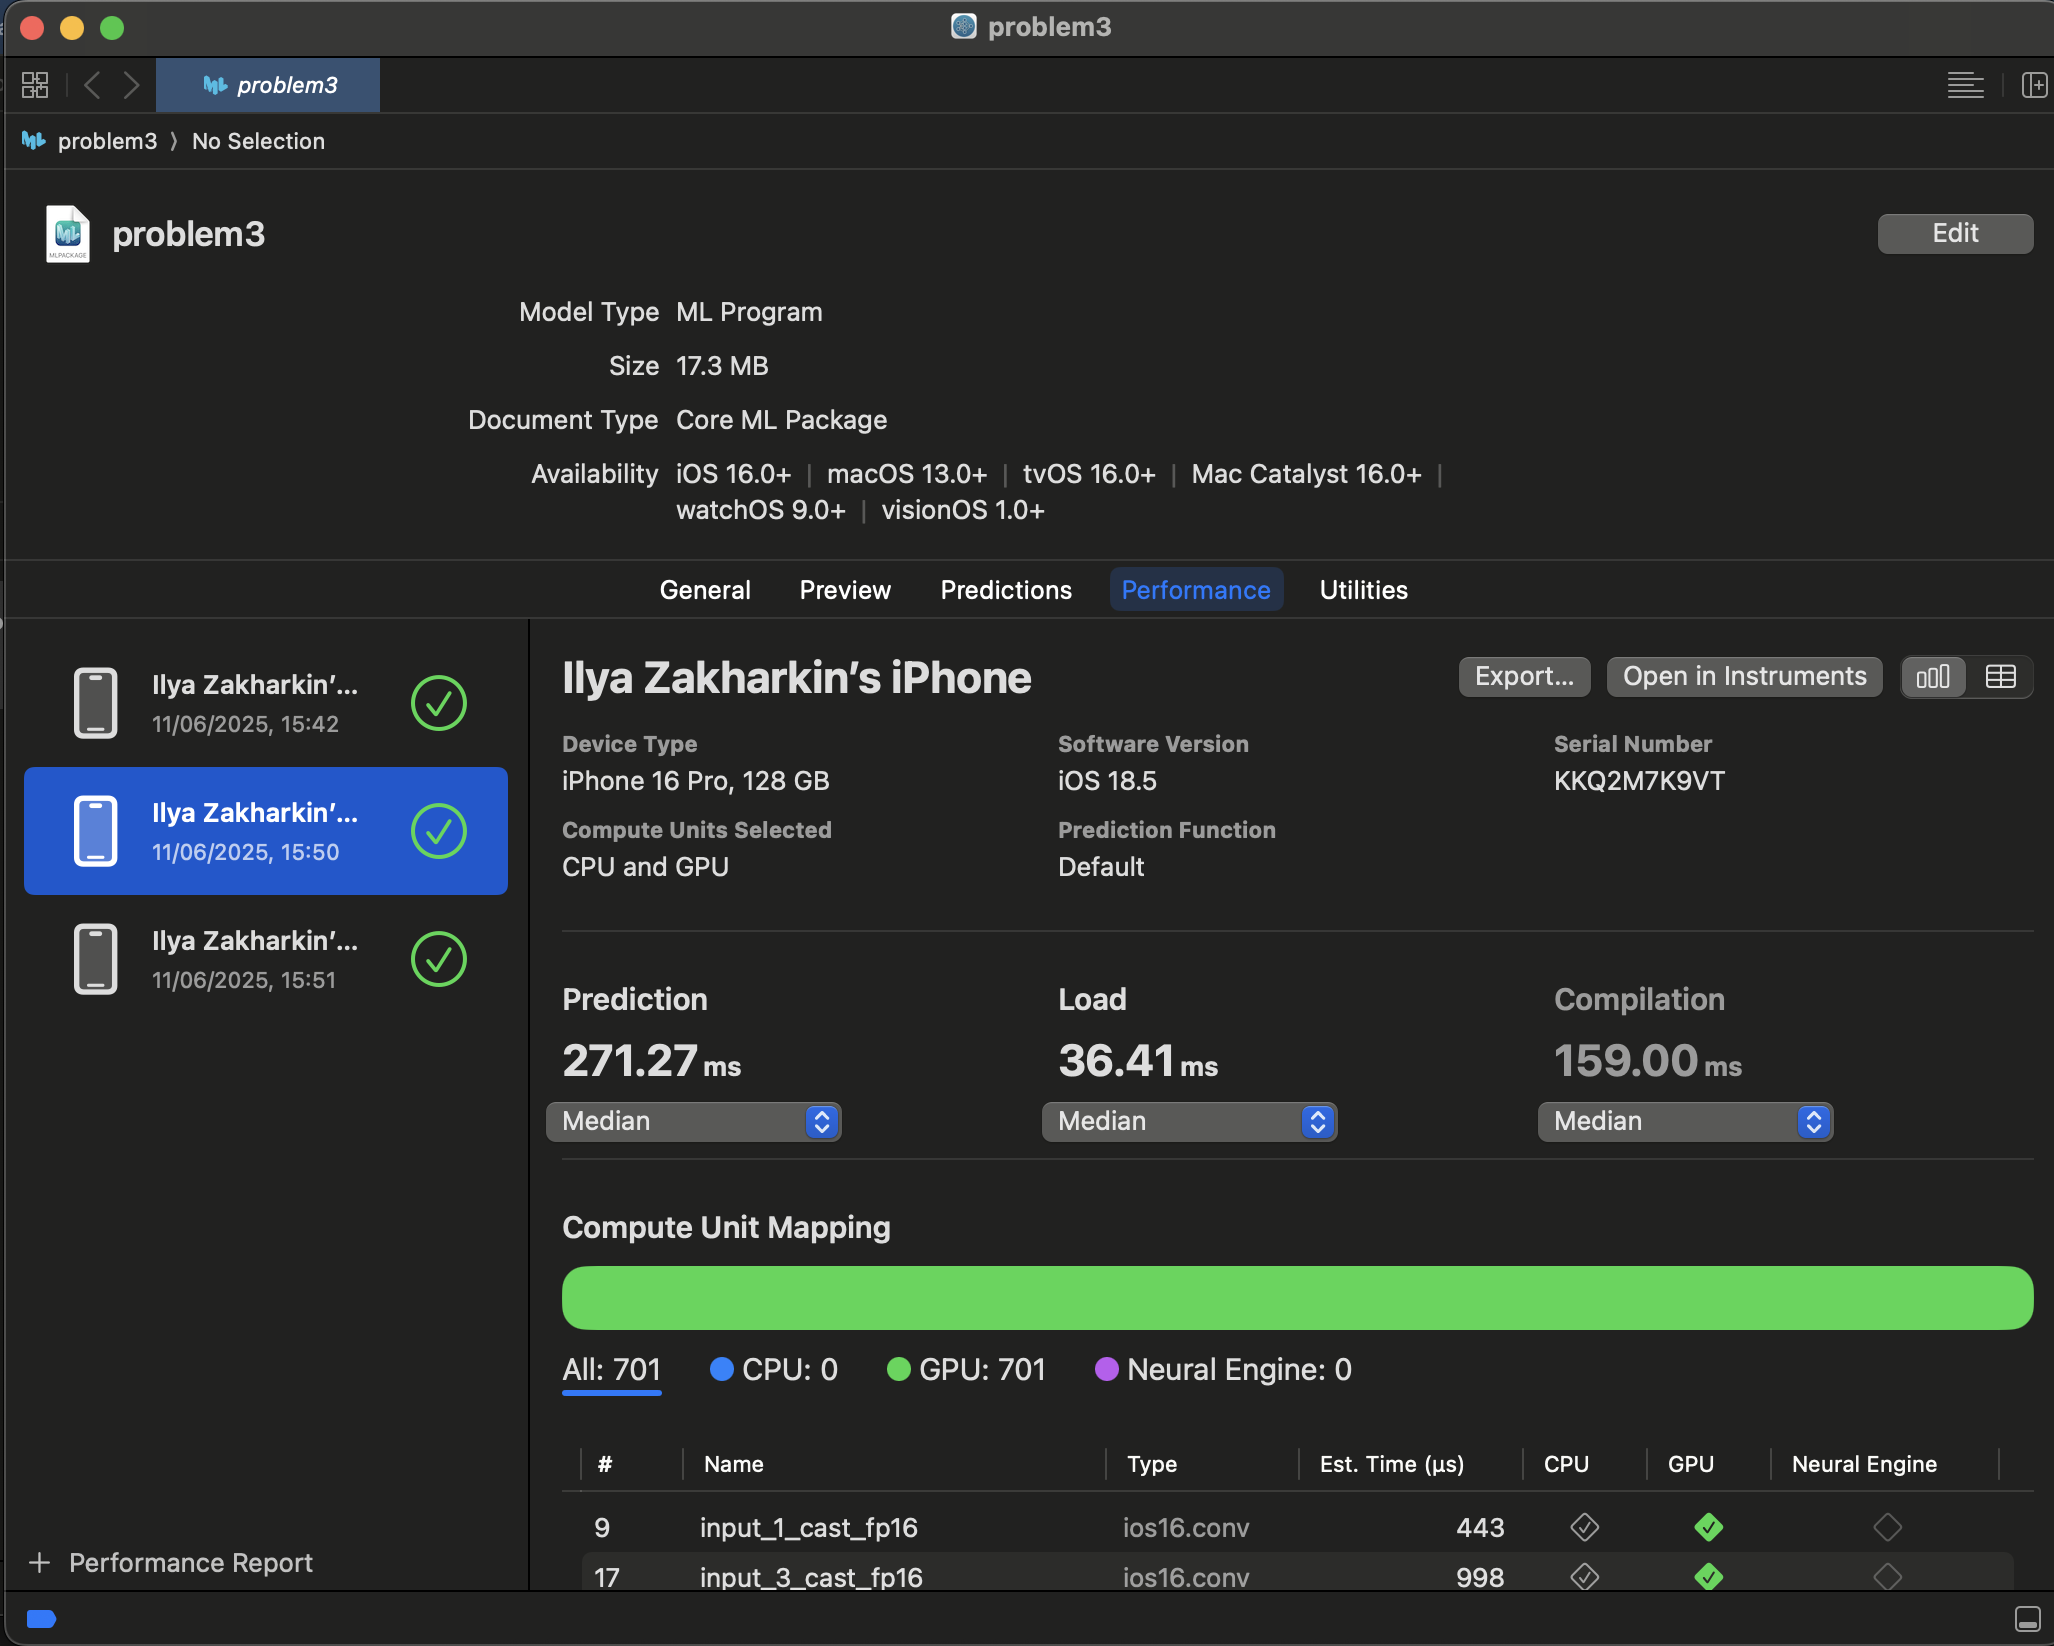 problem3
problem3
problem3 〉 No Selection
MLPACKAGE
problem3
Edit
Model Type ML Program
Size 17.3 MB
Document Type Core ML Package
Availability iOS 16.0+ | macOS 13.0+ | tvOS 16.0+ | Mac Catalyst 16.0+ |
watchOS 9.0+ | visionOS 1.0+
General Preview Predictions Performance Utilities
Ilya Zakharkin’...
11/06/2025, 15:42
Ilya Zakharkin’...
11/06/2025, 15:50
Ilya Zakharkin’...
11/06/2025, 15:51
+ Performance Report
Ilya Zakharkin’s iPhone
Export... Open in Instruments
Device Type Software Version Serial Number
iPhone 16 Pro, 128 GB iOS 18.5 KKQ2M7K9VT
Compute Units Selected Prediction Function
CPU and GPU Default
Prediction Load Compilation
271.27 ms 36.41 ms 159.00 ms
Median Median Median
Compute Unit Mapping
All: 701 CPU: 0 GPU: 701 Neural Engine: 0
# Name Type Est. Time (µs) CPU GPU Neural Engine
9 input_1_cast_fp16 ios16.conv 443
17 input_3_cast_fp16 ios16.conv 998